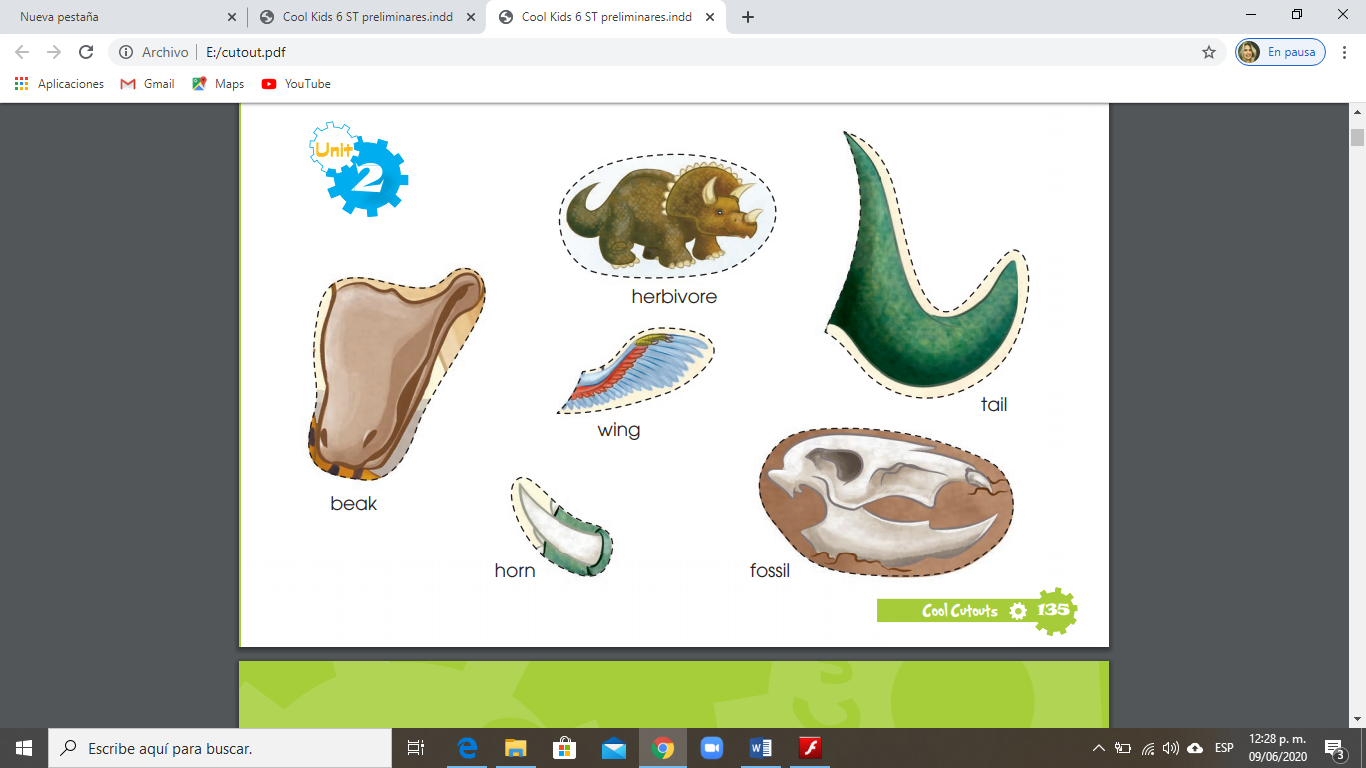 Nueva pestaña
Cool Kids 6 ST preliminares.indd
Cool Kids 6 ST preliminares.indd
Archivo
E:/cutout.pdf
En pausa
Aplicaciones
Gmail
Maps
YouTube
Unit
2
herbivore
tail
wing
beak
horn
fossil
Cool Cutouts 135
Escribe aquí para buscar.
ESP
12:28 p. m.
09/06/2020
3